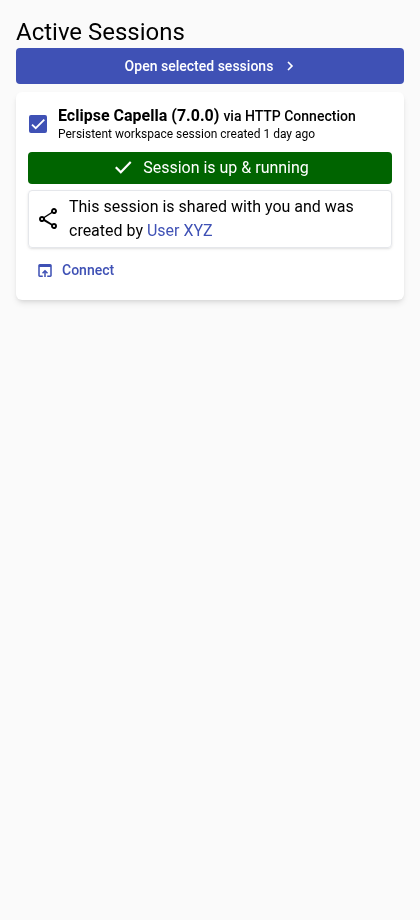 Active Sessions
Open selected sessions
Eclipse Capella (7.0.0) via HTTP Connection
Persistent workspace session created 1 day ago
Session is up & running
This session is shared with you and was
created by User XYZ
Connect